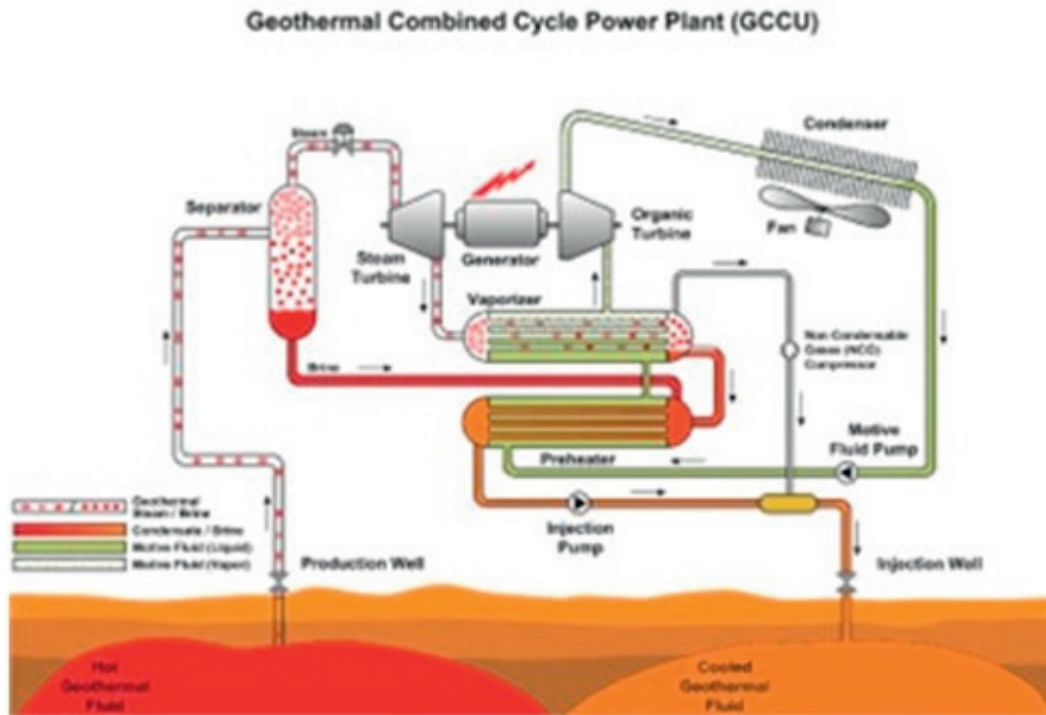 Geothermal Combined Cycle Power Plant (GCCU)
Steam
Condenser
Separator
Fan
Organic
Turbine
Steam
Turbine
Generator
Vaporizer
Non Condensable
Gases (NCG)
Compressor
Brine
Motive
Fluid Pump
Preheater
Injection
Pump
Geothermal
Steam / Brine
Condensate / Brine
Motive Fluid (Liquid)
Motive Fluid (Vapor)
Production Well
Injection Well
Hot
Geothermal
Fluid
Cooled
Geothermal
Fluid